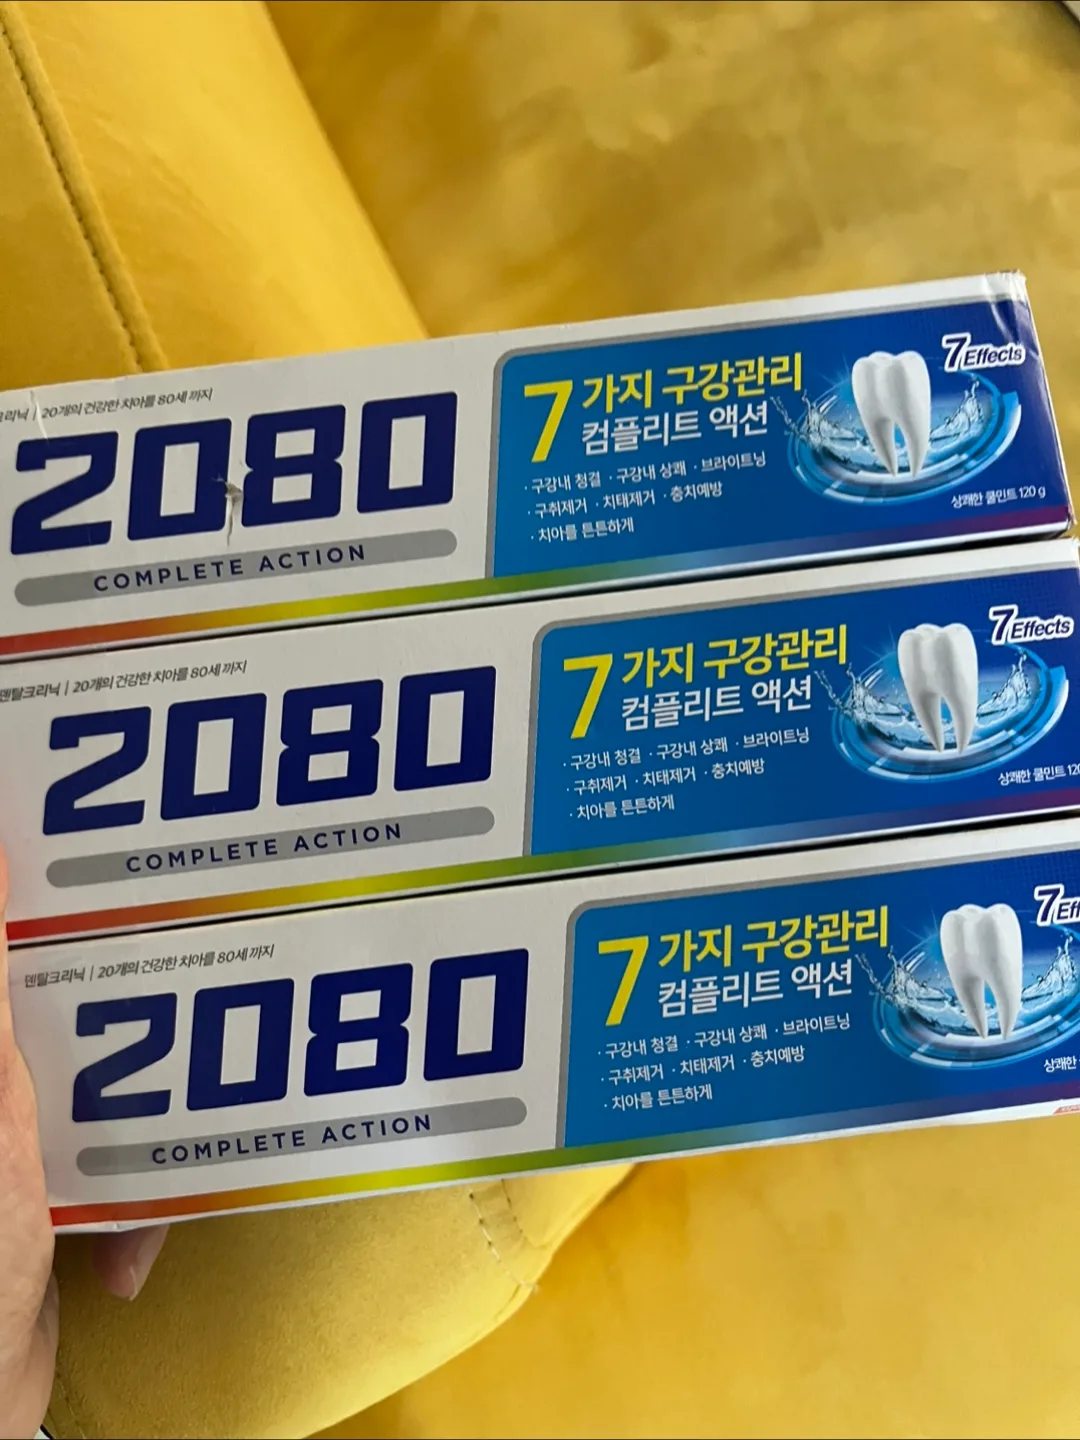 크리닉 | 20개의 건강한 치아를 80세 까지
2080
COMPLETE ACTION
7가지 구강관리
컴플리트 액션
· 구강내 청결 · 구강내 상쾌 · 브라이트닝
· 구취제거 · 치태제거 · 충치예방
· 치아를 튼튼하게
7 Effects
상쾌한 쿨민트 120 g
덴탈크리닉 | 20개의 건강한 치아를 80세 까지
2080
COMPLETE ACTION
7가지 구강관리
컴플리트 액션
· 구강내 청결 · 구강내 상쾌 · 브라이트닝
· 구취제거 · 치태제거 · 충치예방
· 치아를 튼튼하게
7 Effects
상쾌한 쿨민트 120
덴탈크리닉 | 20개의 건강한 치아를 80세 까지
2080
COMPLETE ACTION
7가지 구강관리
컴플리트 액션
· 구강내 청결 · 구강내 상쾌 · 브라이트닝
· 구취제거 · 치태제거 · 충치예방
· 치아를 튼튼하게
7 Eff
상쾌한